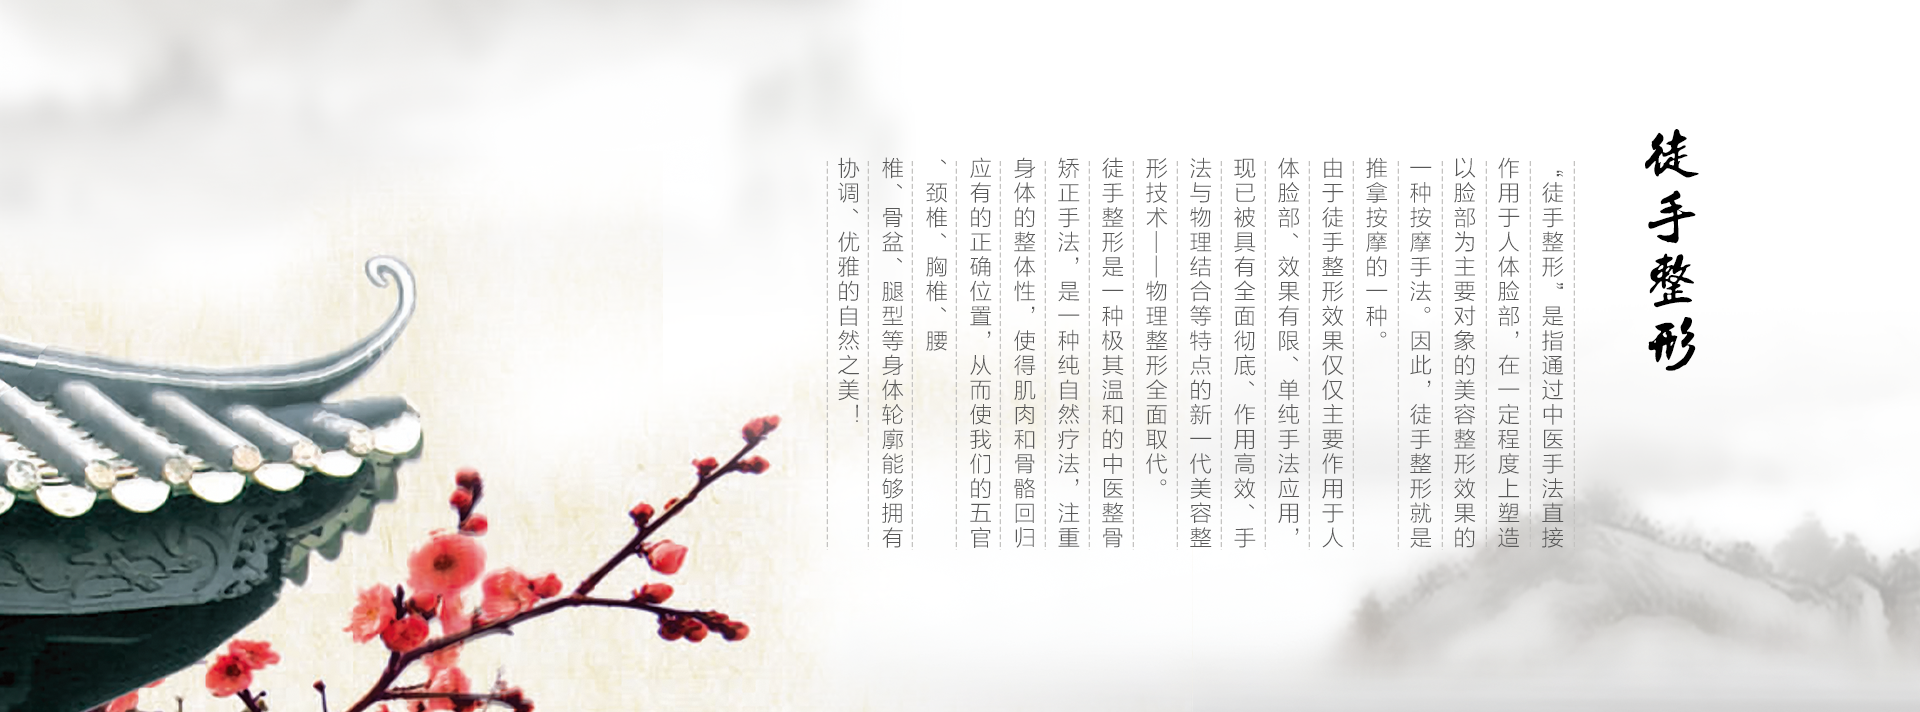 徒手整形
“徒手整形”是指通过中医手法直接
作用于人体脸部，在一定程度上塑造
以脸部为主要对象的美容整形效果的
一种按摩手法。因此，徒手整形就是
推拿按摩的一种。
由于徒手整形效果仅仅主要作用于人
体脸部、效果有限、单纯手法应用，
现已被具有全面彻底、作用高效、手
法与物理结合等特点的新一代美容整
形技术——物理整形全面取代。
徒手整形是一种极其温和的中医整骨
矫正手法，是一种纯自然疗法，注重
身体的整体性，使得肌肉和骨骼回归
应有的正确位置，从而使我们的五官
、颈椎、胸椎、腰
椎、骨盆、腿型等身体轮廓能够拥有
协调、优雅的自然之美！